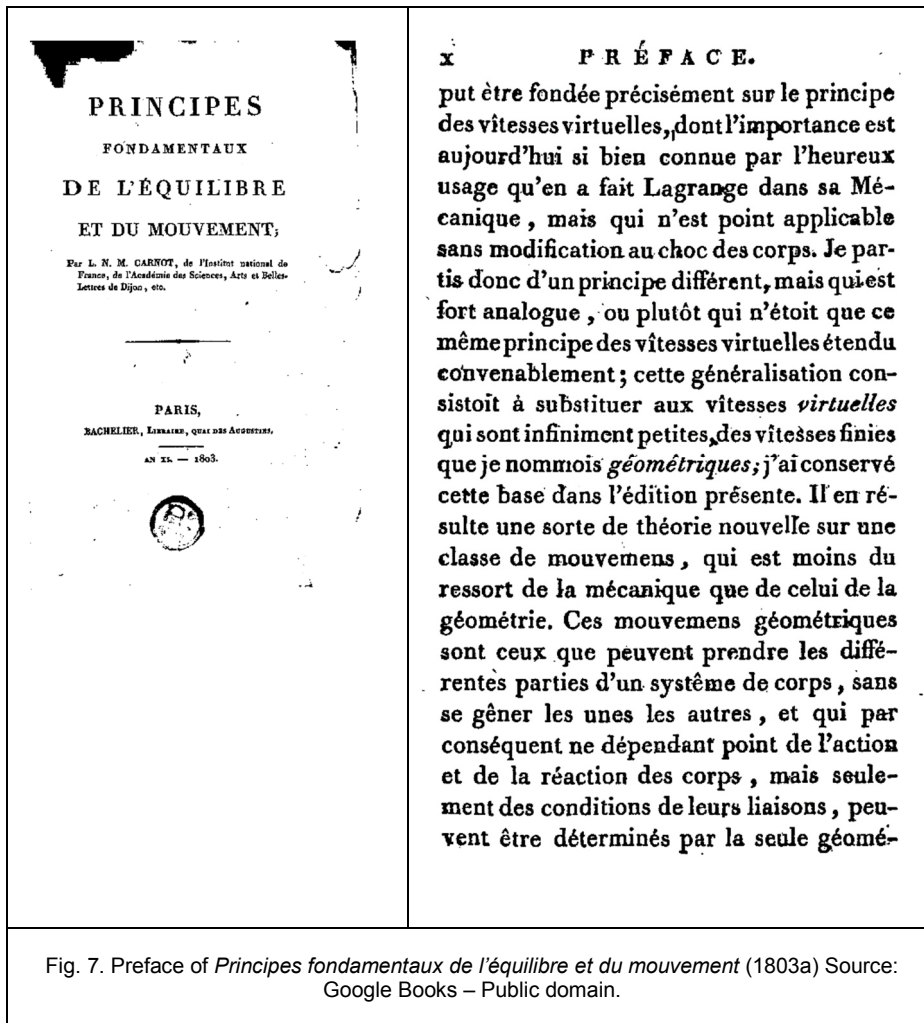 PRINCIPES
FONDAMENTAUX
DE L'ÉQUILIBRE
ET DU MOUVEMENT;
Par L. N. M. CARNOT, de l'Institut national de
France, de l'Académie des Sciences, Arts et Belles-
Lettres de Dijon, etc.
PARIS,
BACHELIER, LIBRAIRE, QUAI DES AUGUSTINS,
AN XI. — 1803.
x PRÉFACE.
put être fondée précisément sur le principe
des vîtesses virtuelles, dont l'importance est
aujourd'hui si bien connue par l'heureux
usage qu'en a fait Lagrange dans sa Mé-
canique, mais qui n'est point applicable
sans modification au choc des corps. Je par-
tis donc d'un principe différent, mais qui est
fort analogue, ou plutôt qui n'étoit que ce
même principe des vîtesses virtuelles étendu
convenablement; cette généralisation con-
sistoit à substituer aux vîtesses virtuelles
qui sont infiniment petites, des vîtesses finies
que je nommois géométriques; j'ai conservé
cette base dans l'édition présente. Il en ré-
sulte une sorte de théorie nouvelle sur une
classe de mouvemens, qui est moins du
ressort de la mécanique que de celui de la
géométrie. Ces mouvemens géométriques
sont ceux que peuvent prendre les diffé-
rentes parties d'un systême de corps, sans
se gêner les unes les autres, et qui par
conséquent ne dépendant point de l'action
et de la réaction des corps, mais seule-
ment des conditions de leurs liaisons, peu-
vent être déterminés par la seule géomé-
Fig. 7. Preface of Principes fondamentaux de l'équilibre et du mouvement (1803a) Source:
Google Books – Public domain.